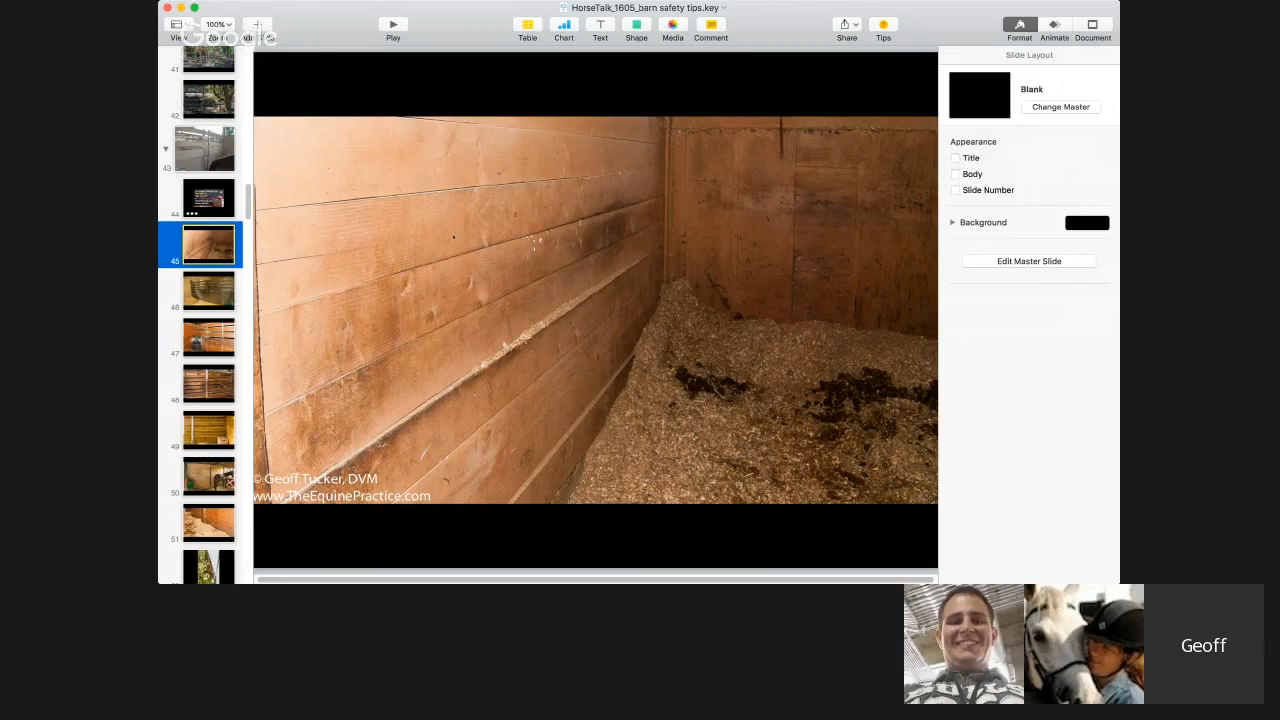 HorseTalk_1605_barn safety tips.key
100%
View
Google
Play
Table
Chart
Text
Shape
Media
Comment
Share
Tips
Format
Animate
Document
41
42
43
44
45
46
47
48
49
50
51
Slide Layout
Blank
Change Master
Appearance
Title
Body
Slide Number
Background
Edit Master Slide
© Geoff Tucker, DVM
www.TheEquinePractice.com
Geoff